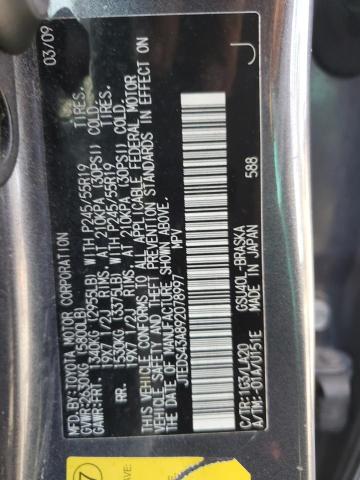 MFD.BY:TOYOTA MOTOR CORPORATION 03/09
GVWR:2630KG (5800LB)
GAWR:FRT. 1340KG (2955LB) WITH P245/55R19 TIRES,
19X7 1/2J RIMS, AT 210KPA (30PSI) COLD.
RR. 1530KG (3375LB) WITH P245/55R19 TIRES,
19X7 1/2J RIMS, AT 210KPA (30PSI) COLD.
THIS VEHICLE CONFORMS TO ALL APPLICABLE FEDERAL MOTOR
VEHICLE SAFETY, BUMPER, AND THEFT PREVENTION STANDARDS
IN EFFECT ON THE DATE OF MANUFACTURE SHOWN ABOVE.
JTEDS43A892078697 MPV
C/TR:1G3/LA20 GSU40L-BRASKA
A/TM:-01A/U151E MADE IN JAPAN
588
J
7